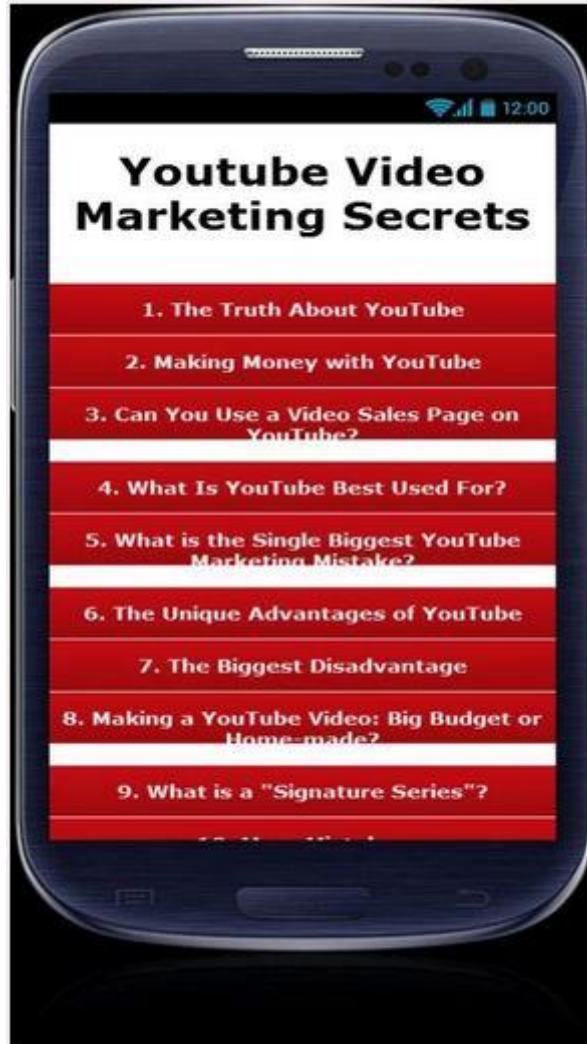 12:00
Youtube Video
Marketing Secrets
1. The Truth About YouTube
2. Making Money with YouTube
3. Can You Use a Video Sales Page on
YouTube?
4. What Is YouTube Best Used For?
5. What is the Single Biggest YouTube
Marketing Mistake?
6. The Unique Advantages of YouTube
7. The Biggest Disadvantage
8. Making a YouTube Video: Big Budget or
Home-made?
9. What is a "Signature Series"?